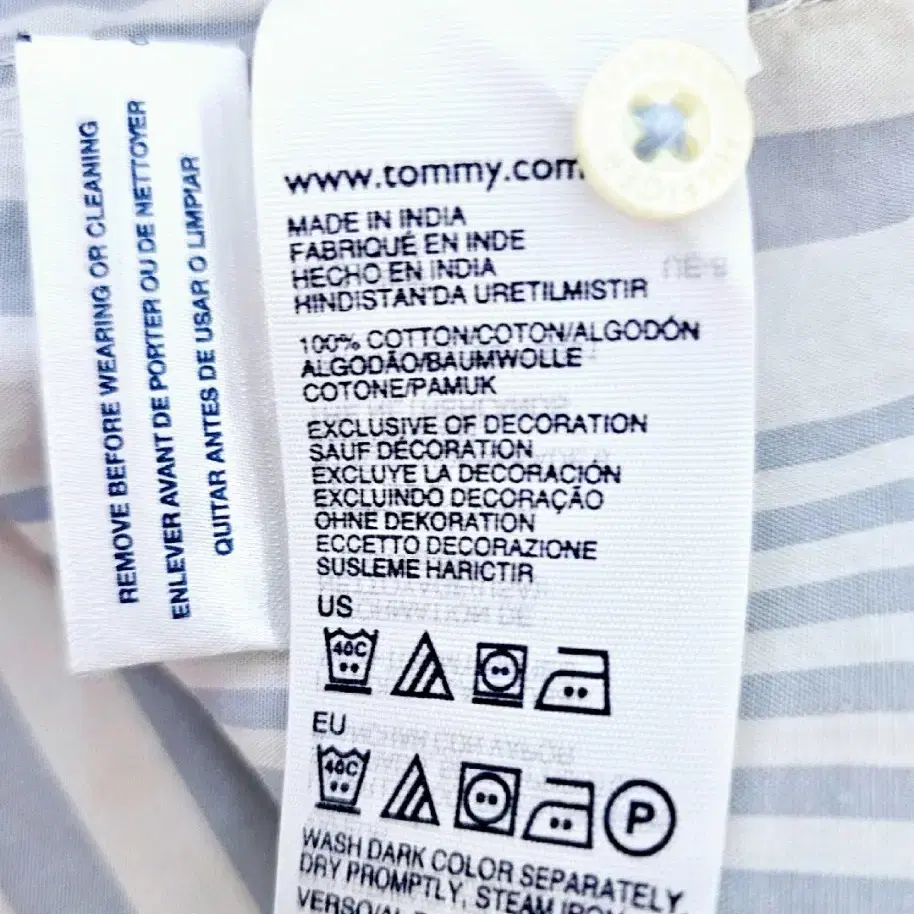 REMOVE BEFORE WEARING OR CLEANING
ENLEVER AVANT DE PORTER OU DE NETTOYER
QUITAR ANTES DE USAR O LIMPIAR
www.tommy.com
MADE IN INDIA
FABRIQUÉ EN INDE
HECHO EN INDIA
HINDISTAN'DA URETILMISTIR
100% COTTON/COTON/ALGODÓN
ALGODÃO/BAUMWOLLE
COTONE/PAMUK
EXCLUSIVE OF DECORATION
SAUF DÉCORATION
EXCLUYE LA DECORACIÓN
EXCLUINDO DECORAÇÃO
OHNE DEKORATION
ECCETTO DECORAZIONE
SUSLEME HARICTIR
US
40C
EU
40C
P
WASH DARK COLOR SEPARATELY
DRY PROMPTLY, STEAM